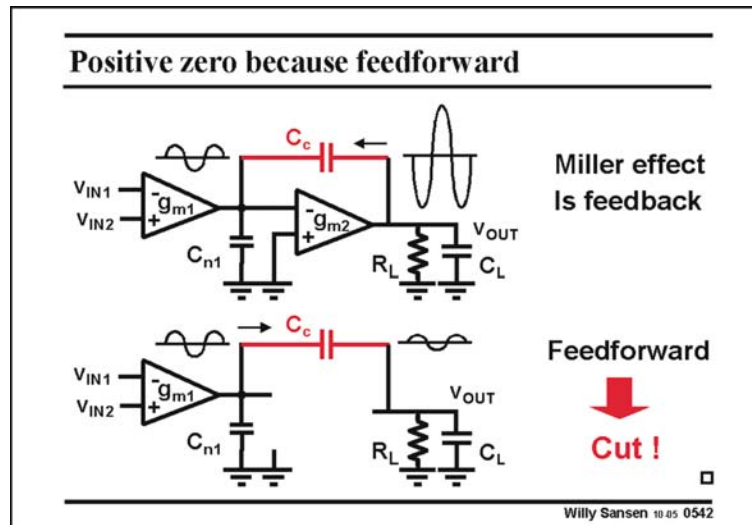 Positive zero because feedforward
Cc
Miller effect
Is feedback
VIN1
VIN2
- gm1
+
- gm2
+
Cn1
VOUT
RL
CL
Cc
Feedforward
VIN1
VIN2
- gm1
+
Cn1
VOUT
RL
CL
Cut !
Willy Sansen 10-05 0542